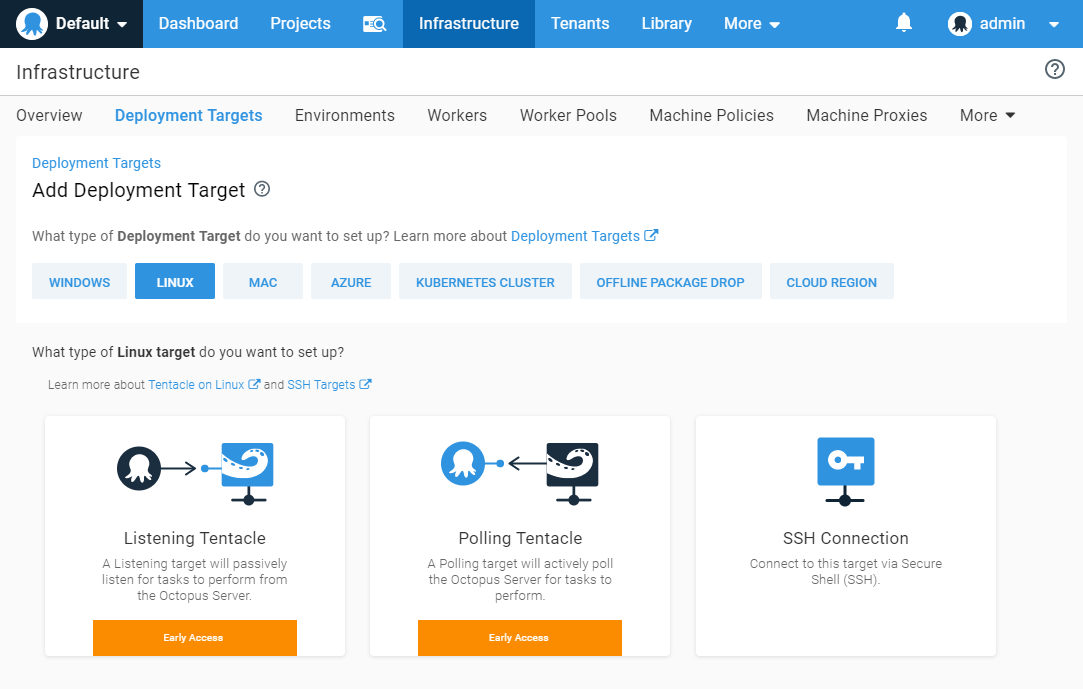 Default Dashboard Projects Infrastructure Tenants Library More admin
Infrastructure
Overview Deployment Targets Environments Workers Worker Pools Machine Policies Machine Proxies More
Deployment Targets
Add Deployment Target
What type of Deployment Target do you want to set up? Learn more about Deployment Targets
WINDOWS LINUX MAC AZURE KUBERNETES CLUSTER OFFLINE PACKAGE DROP CLOUD REGION
What type of Linux target do you want to set up?
Learn more about Tentacle on Linux and SSH Targets
Listening Tentacle
A Listening target will passively
listen for tasks to perform from
the Octopus Server.
Early Access
Polling Tentacle
A Polling target will actively poll
the Octopus Server for tasks to
perform.
Early Access
SSH Connection
Connect to this target via Secure
Shell (SSH).